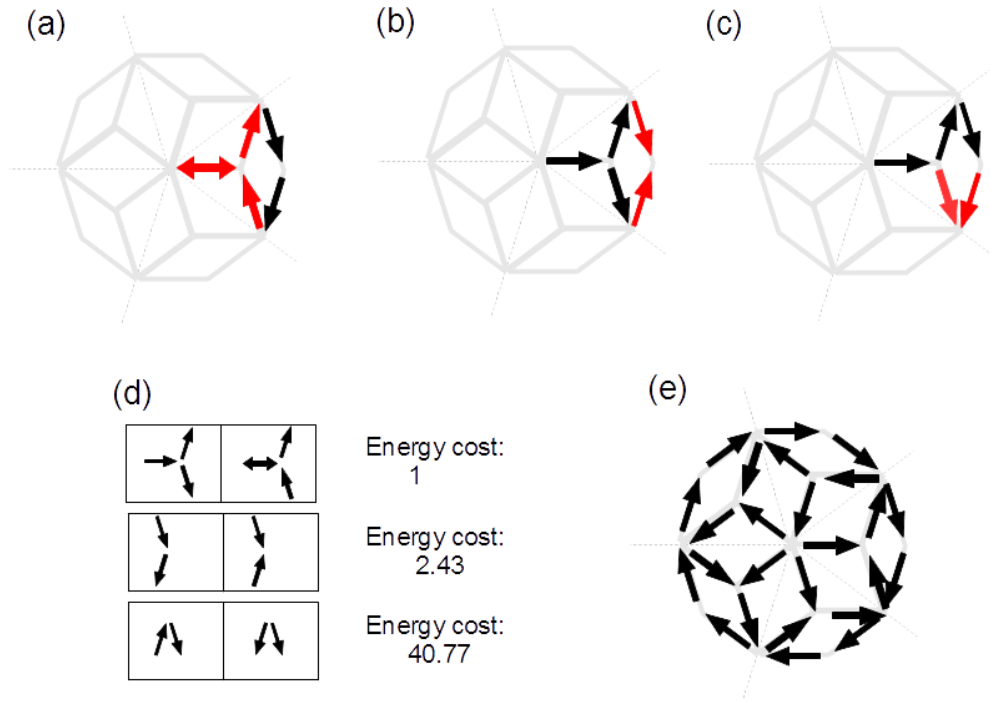 (a)
(b)
(c)
(d)
Energy cost:
1
Energy cost:
2.43
Energy cost:
40.77
(e)